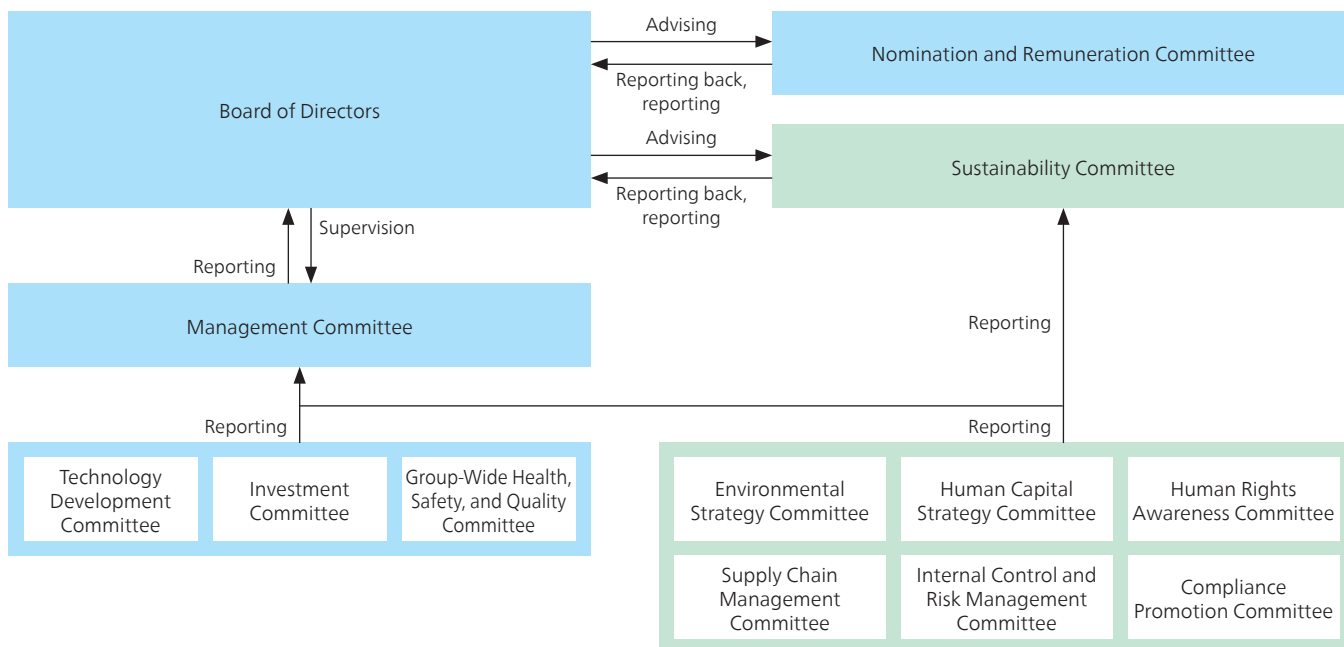 Board of Directors
Advising
Reporting back,
reporting
Nomination and Remuneration Committee
Advising
Reporting back,
reporting
Sustainability Committee
Supervision
Reporting
Management Committee
Reporting
Reporting
Reporting
Technology
Development
Committee
Investment
Committee
Group-Wide Health,
Safety, and Quality
Committee
Environmental
Strategy Committee
Human Capital
Strategy Committee
Human Rights
Awareness Committee
Supply Chain
Management
Committee
Internal Control and
Risk Management
Committee
Compliance
Promotion Committee